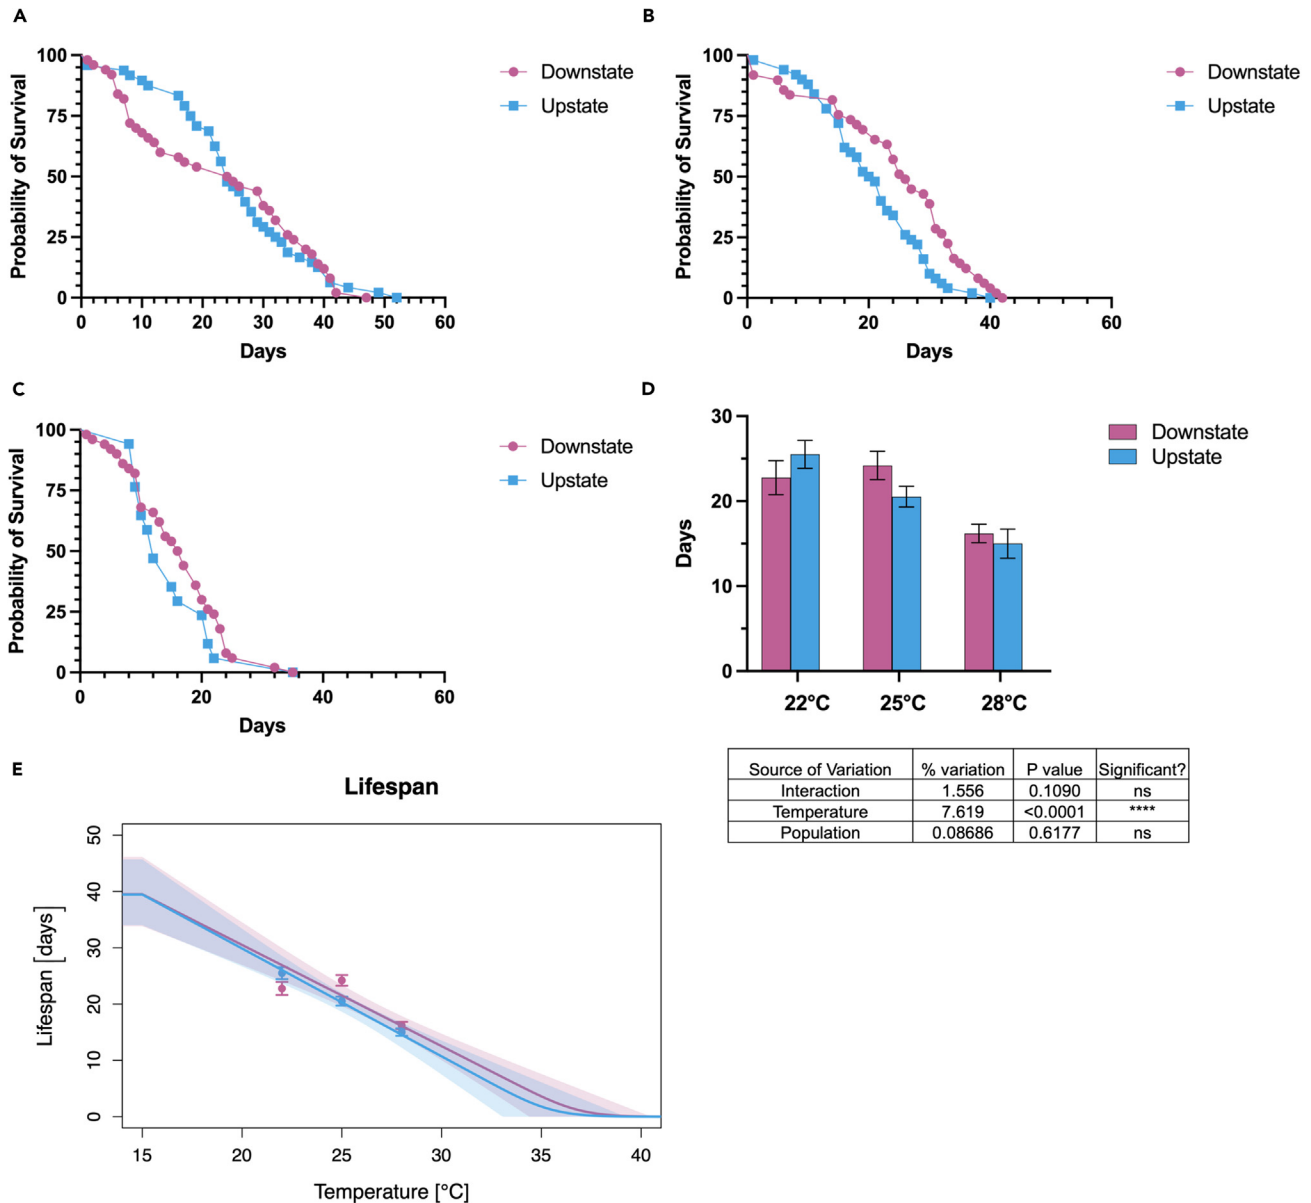 A
B
100
75
50
25
0
0 10 20 30 40 50 60
Probability of Survival
Days
Downstate
Upstate
100
75
50
25
0
0 20 40 60
Probability of Survival
Days
Downstate
Upstate
C
D
100
75
50
25
0
0 20 40 60
Probability of Survival
Days
Downstate
Upstate
30
20
10
0
Days
22°C 25°C 28°C
Downstate
Upstate
Source of Variation % variation P value Significant?
Interaction 1.556 0.1090 ns
Temperature 7.619 <0.0001 ****
Population 0.08686 0.6177 ns
E
Lifespan
50
40
30
20
10
0
Lifespan [days]
15 20 25 30 35 40
Temperature [°C]